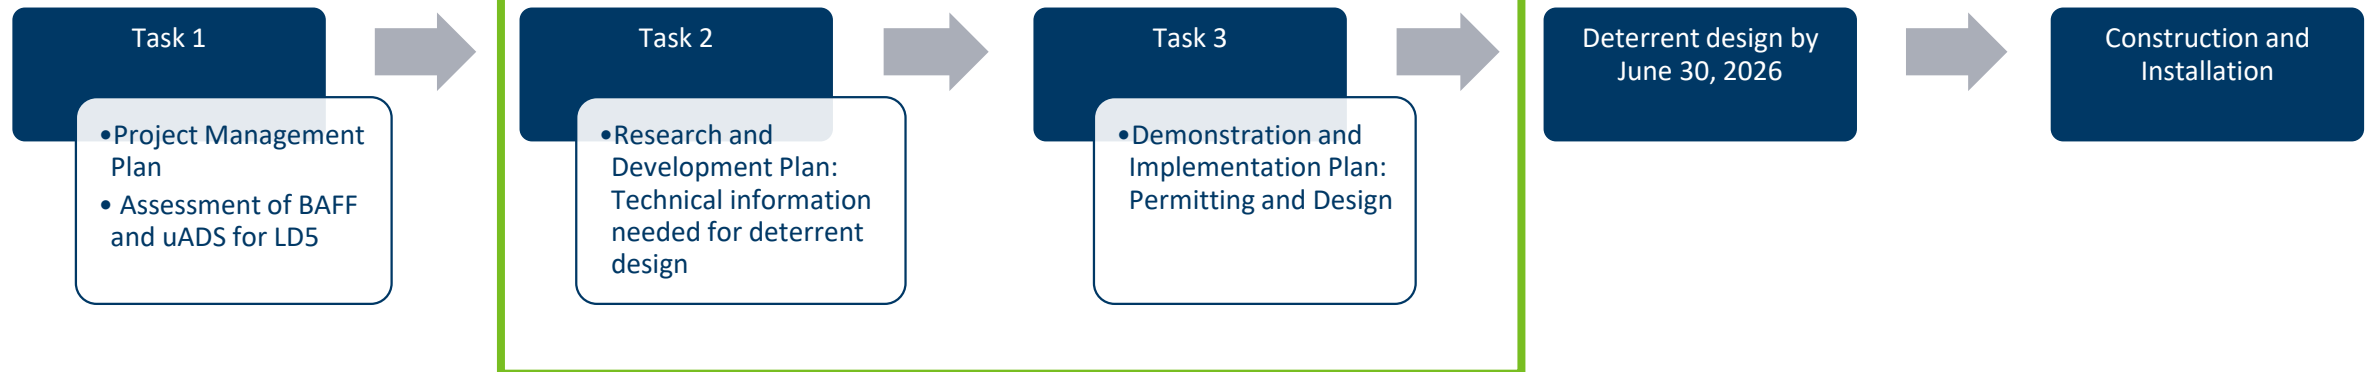 Task 1
•Project Management
Plan
• Assessment of BAFF
and uADS for LD5
Task 2
•Research and
Development Plan:
Technical information
needed for deterrent
design
Task 3
•Demonstration and
Implementation Plan:
Permitting and Design
Deterrent design by
June 30, 2026
Construction and
Installation